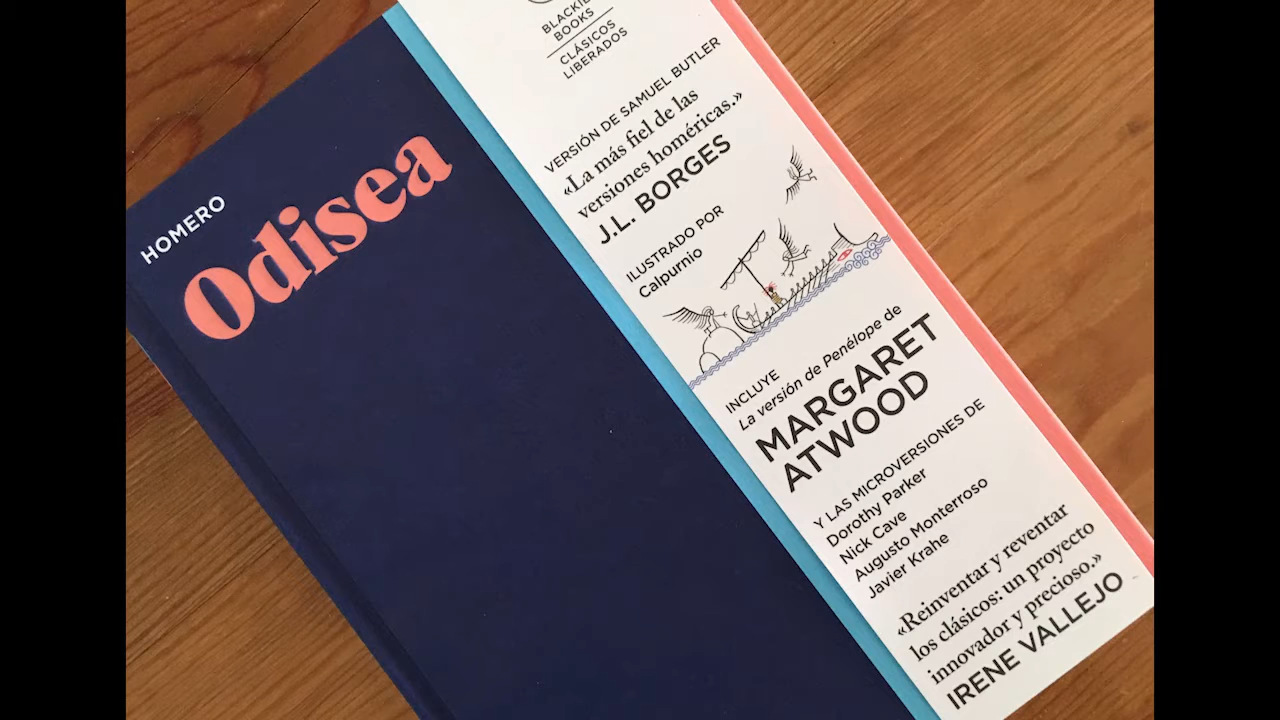 HOMERO
Odisea
BOOKS
CLÁSICOS
LIBERADOS
VERSIÓN DE SAMUEL BUTLER
«La más fiel de las
versiones homéricas.»
J.L. BORGES
ILUSTRADO POR
Calpurnio
INCLUYE
La versión de Penélope de
MARGARET
ATWOOD
Y LAS MICROVERSIONES DE
Dorothy Parker
Nick Cave
Augusto Monterroso
Javier Krahe
«Reinventar y reventar
los clásicos: un proyecto
innovador y precioso.»
IRENE VALLEJO